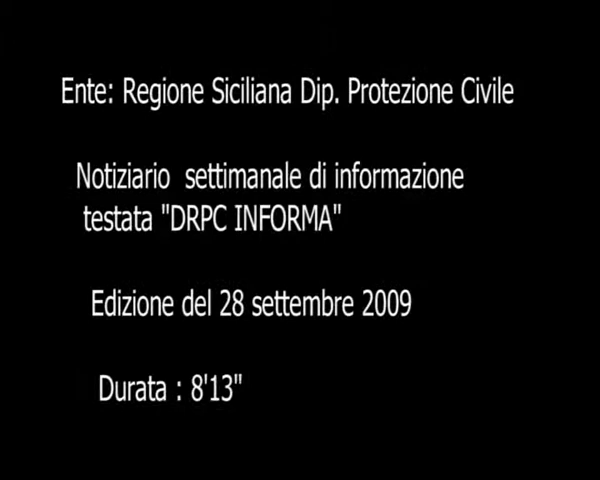 Ente: Regione Siciliana Dip. Protezione Civile
Notiziario settimanale di informazione
testata "DRPC INFORMA"
Edizione del 28 settembre 2009
Durata : 8'13"